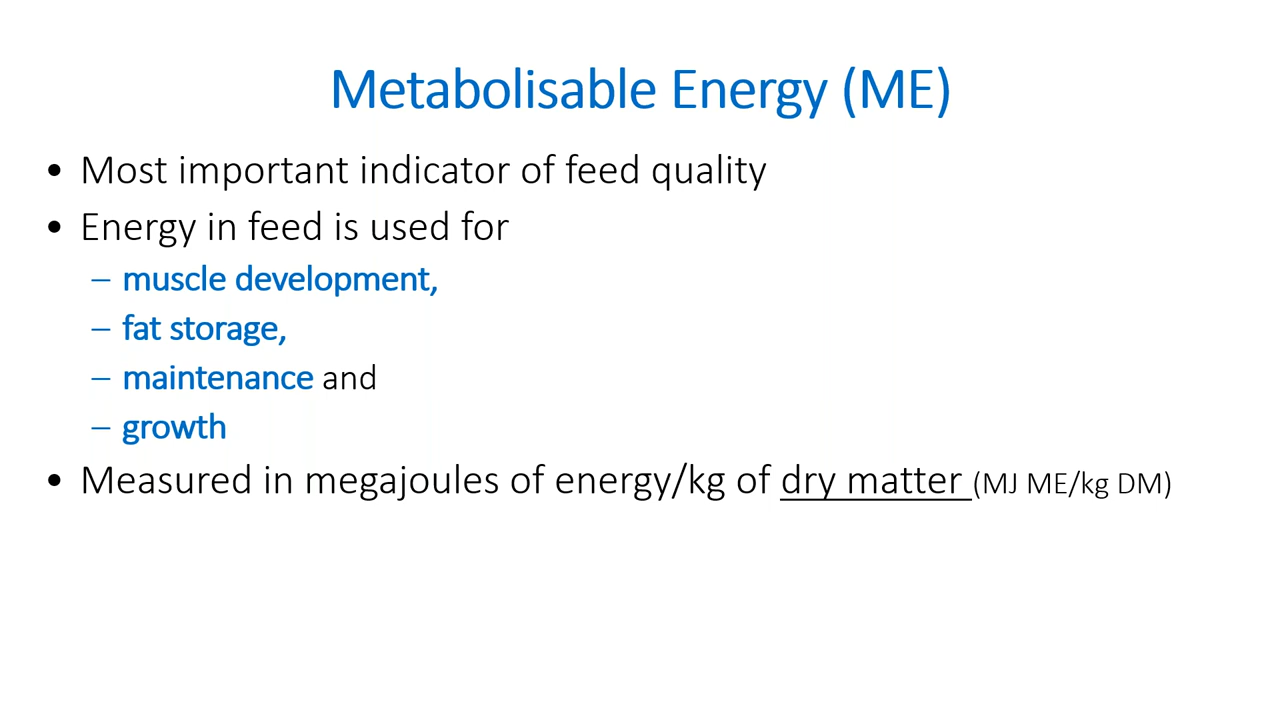 Metabolisable Energy (ME)
• Most important indicator of feed quality
• Energy in feed is used for
– muscle development,
– fat storage,
– maintenance and
– growth
• Measured in megajoules of energy/kg of dry matter (MJ ME/kg DM)